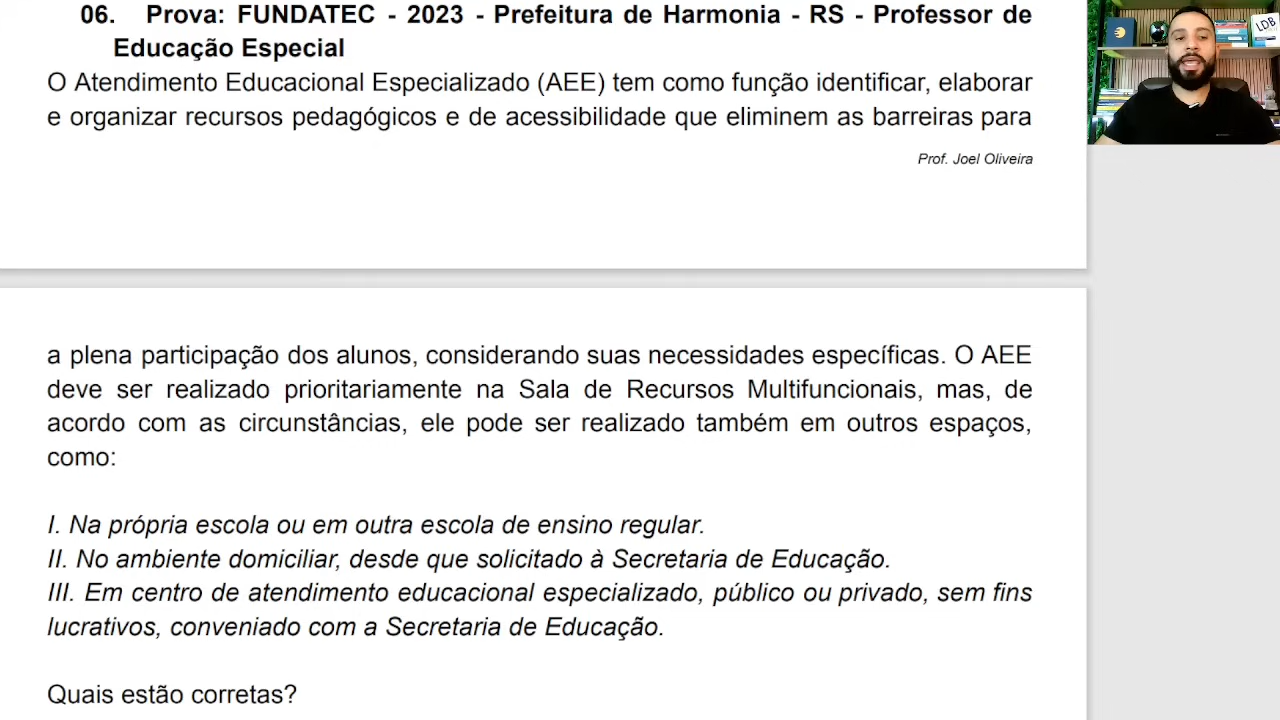 06. Prova: FUNDATEC - 2023 - Prefeitura de Harmonia - RS - Professor de
Educação Especial
O Atendimento Educacional Especializado (AEE) tem como função identificar, elaborar
e organizar recursos pedagógicos e de acessibilidade que eliminem as barreiras para
Prof. Joel Oliveira
a plena participação dos alunos, considerando suas necessidades específicas. O AEE
deve ser realizado prioritariamente na Sala de Recursos Multifuncionais, mas, de
acordo com as circunstâncias, ele pode ser realizado também em outros espaços,
como:
I. Na própria escola ou em outra escola de ensino regular.
II. No ambiente domiciliar, desde que solicitado à Secretaria de Educação.
III. Em centro de atendimento educacional especializado, público ou privado, sem fins
lucrativos, conveniado com a Secretaria de Educação.
Quais estão corretas?
LDB